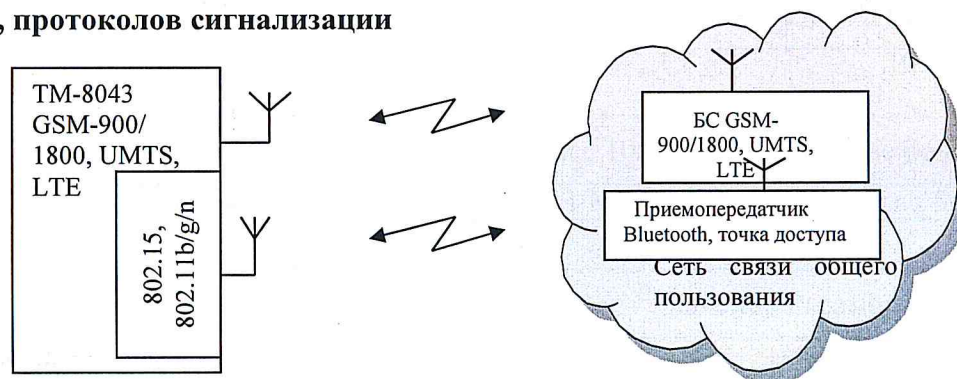 , протоколов сигнализации
ТМ-8043
GSM-900/
1800, UMTS,
LTE
802.15,
802.11b/g/n
БС GSM-
900/1800, UMTS,
LTE
Приемопередатчик
Bluetooth, точка доступа
Сеть связи общего
пользования